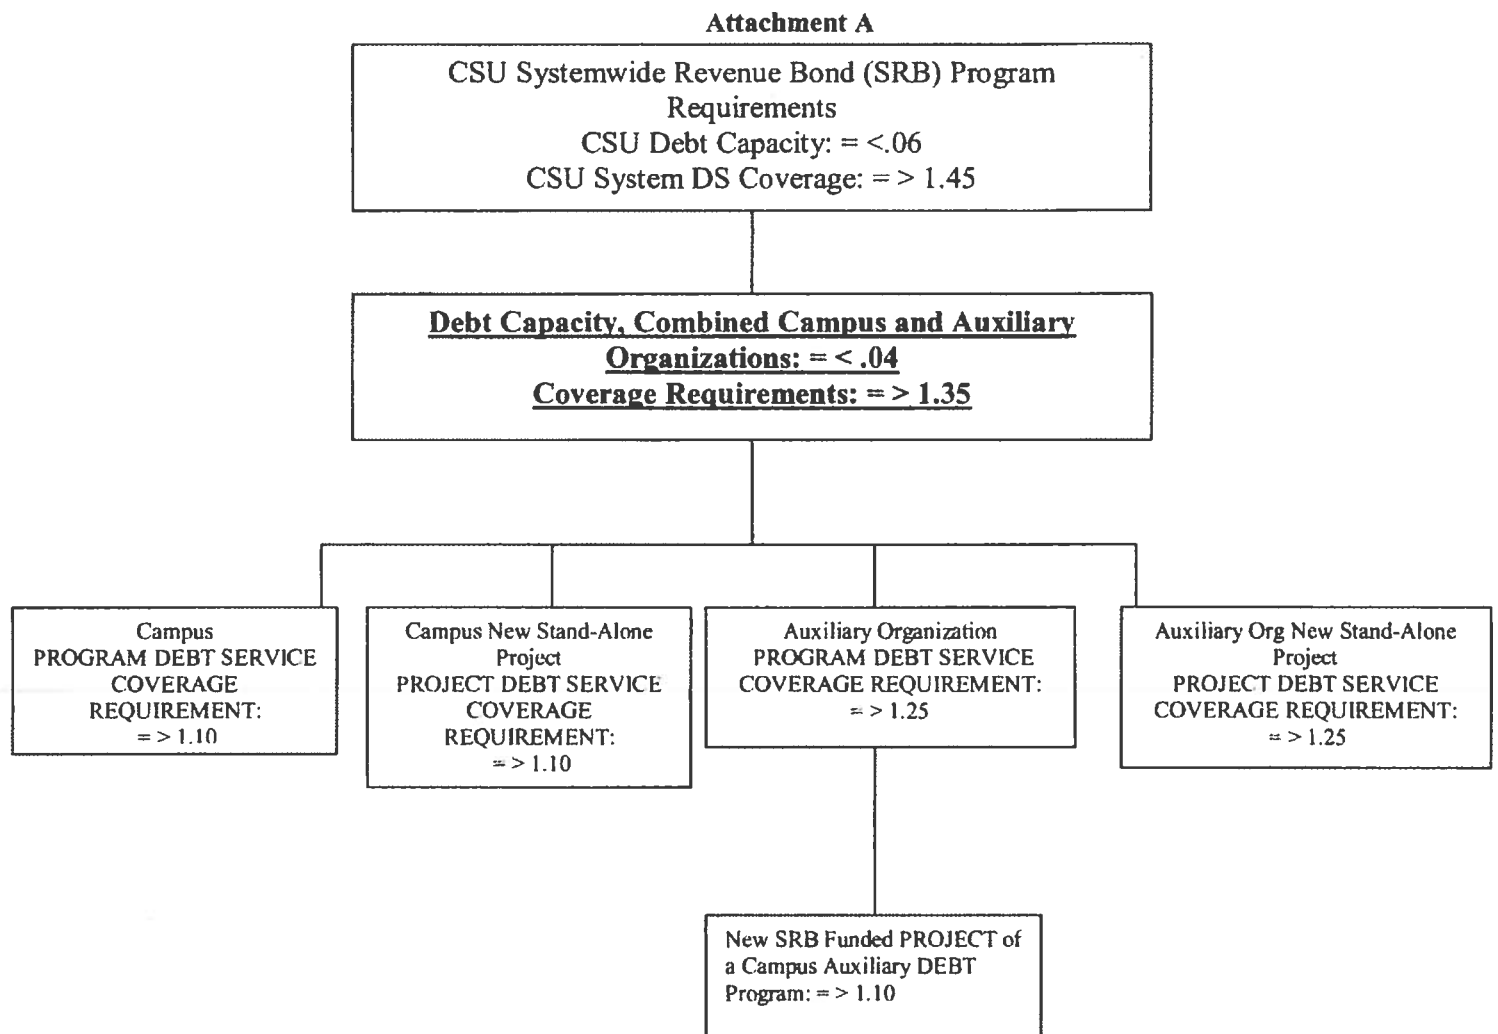 Attachment A
CSU Systemwide Revenue Bond (SRB) Program
Requirements
CSU Debt Capacity: = <.06
CSU System DS Coverage: = > 1.45
Debt Capacity, Combined Campus and Auxiliary
Organizations: = < .04
Coverage Requirements: = > 1.35
Campus
PROGRAM DEBT SERVICE
COVERAGE
REQUIREMENT:
= > 1.10
Campus New Stand-Alone
Project
PROJECT DEBT SERVICE
COVERAGE
REQUIREMENT:
= > 1.10
Auxiliary Organization
PROGRAM DEBT SERVICE
COVERAGE REQUIREMENT:
= > 1.25
Auxiliary Org New Stand-Alone
Project
PROJECT DEBT SERVICE
COVERAGE REQUIREMENT:
= > 1.25
New SRB Funded PROJECT of
a Campus Auxiliary DEBT
Program: = > 1.10